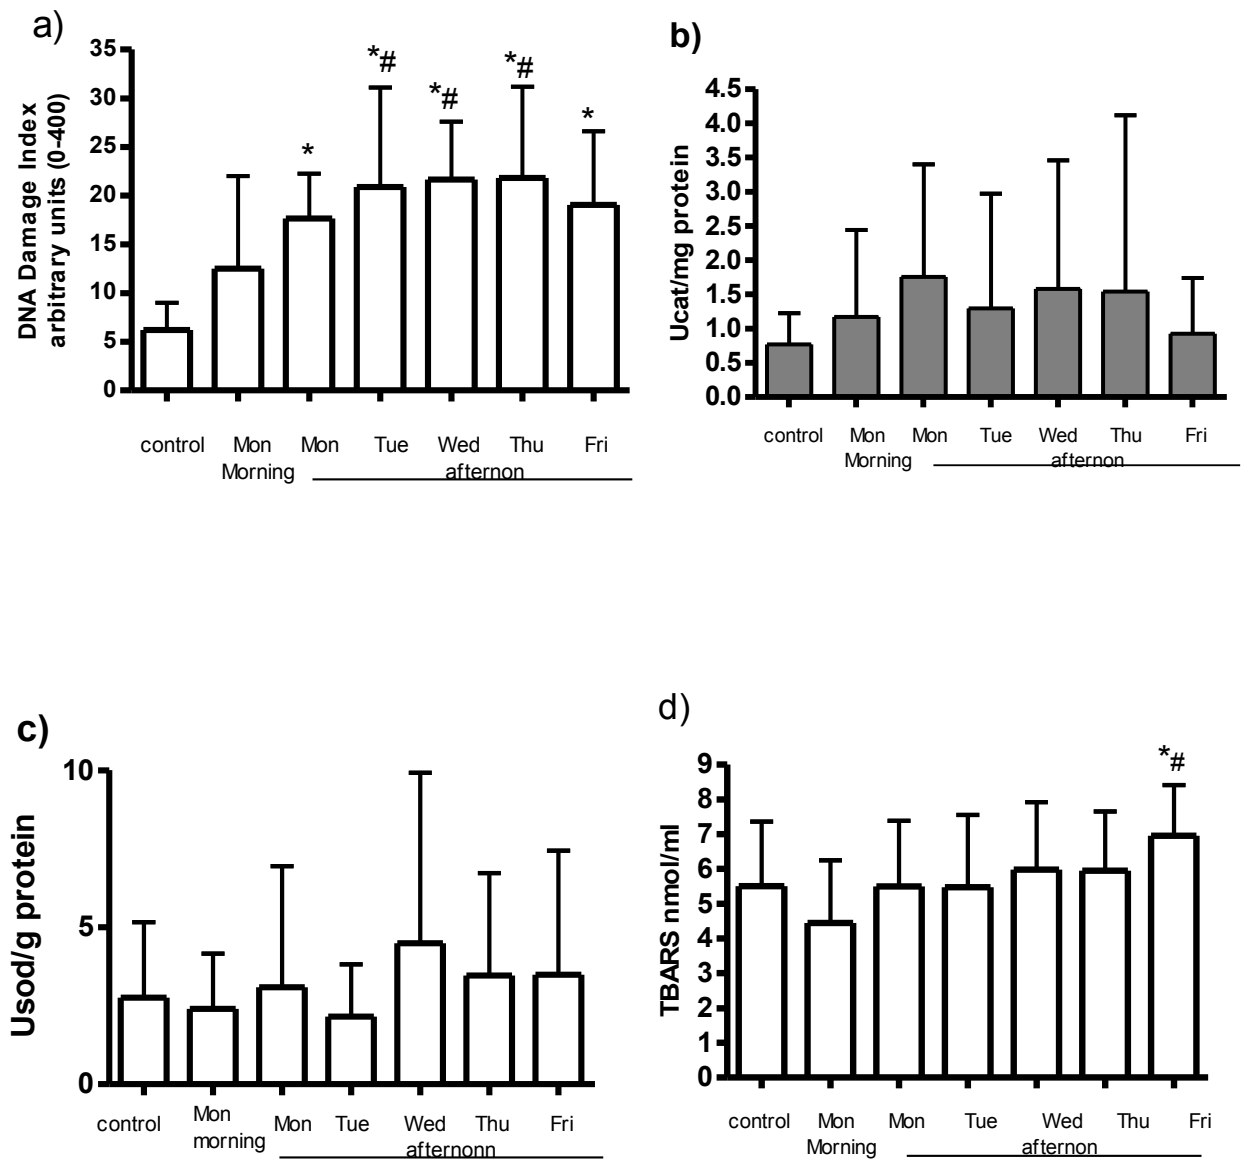 a)
DNA Damage Index
arbitrary units (0-400)
35
30
25
20
15
10
5
0
*
*#
*#
*#
*
control Mon Mon Tue Wed Thu Fri
Morning afternon
b)
Ucat/mg protein
4.5
4.0
3.5
3.0
2.5
2.0
1.5
1.0
0.5
0.0
control Mon Mon Tue Wed Thu Fri
Morning afternon
c)
Usod/g protein
10
5
0
control Mon Mon Tue Wed Thu Fri
morning afternonn
d)
TBARS nmol/ml
9
8
7
6
5
4
3
2
1
0
*#
control Mon Mon Tue Wed Thu Fri
Morning afternon